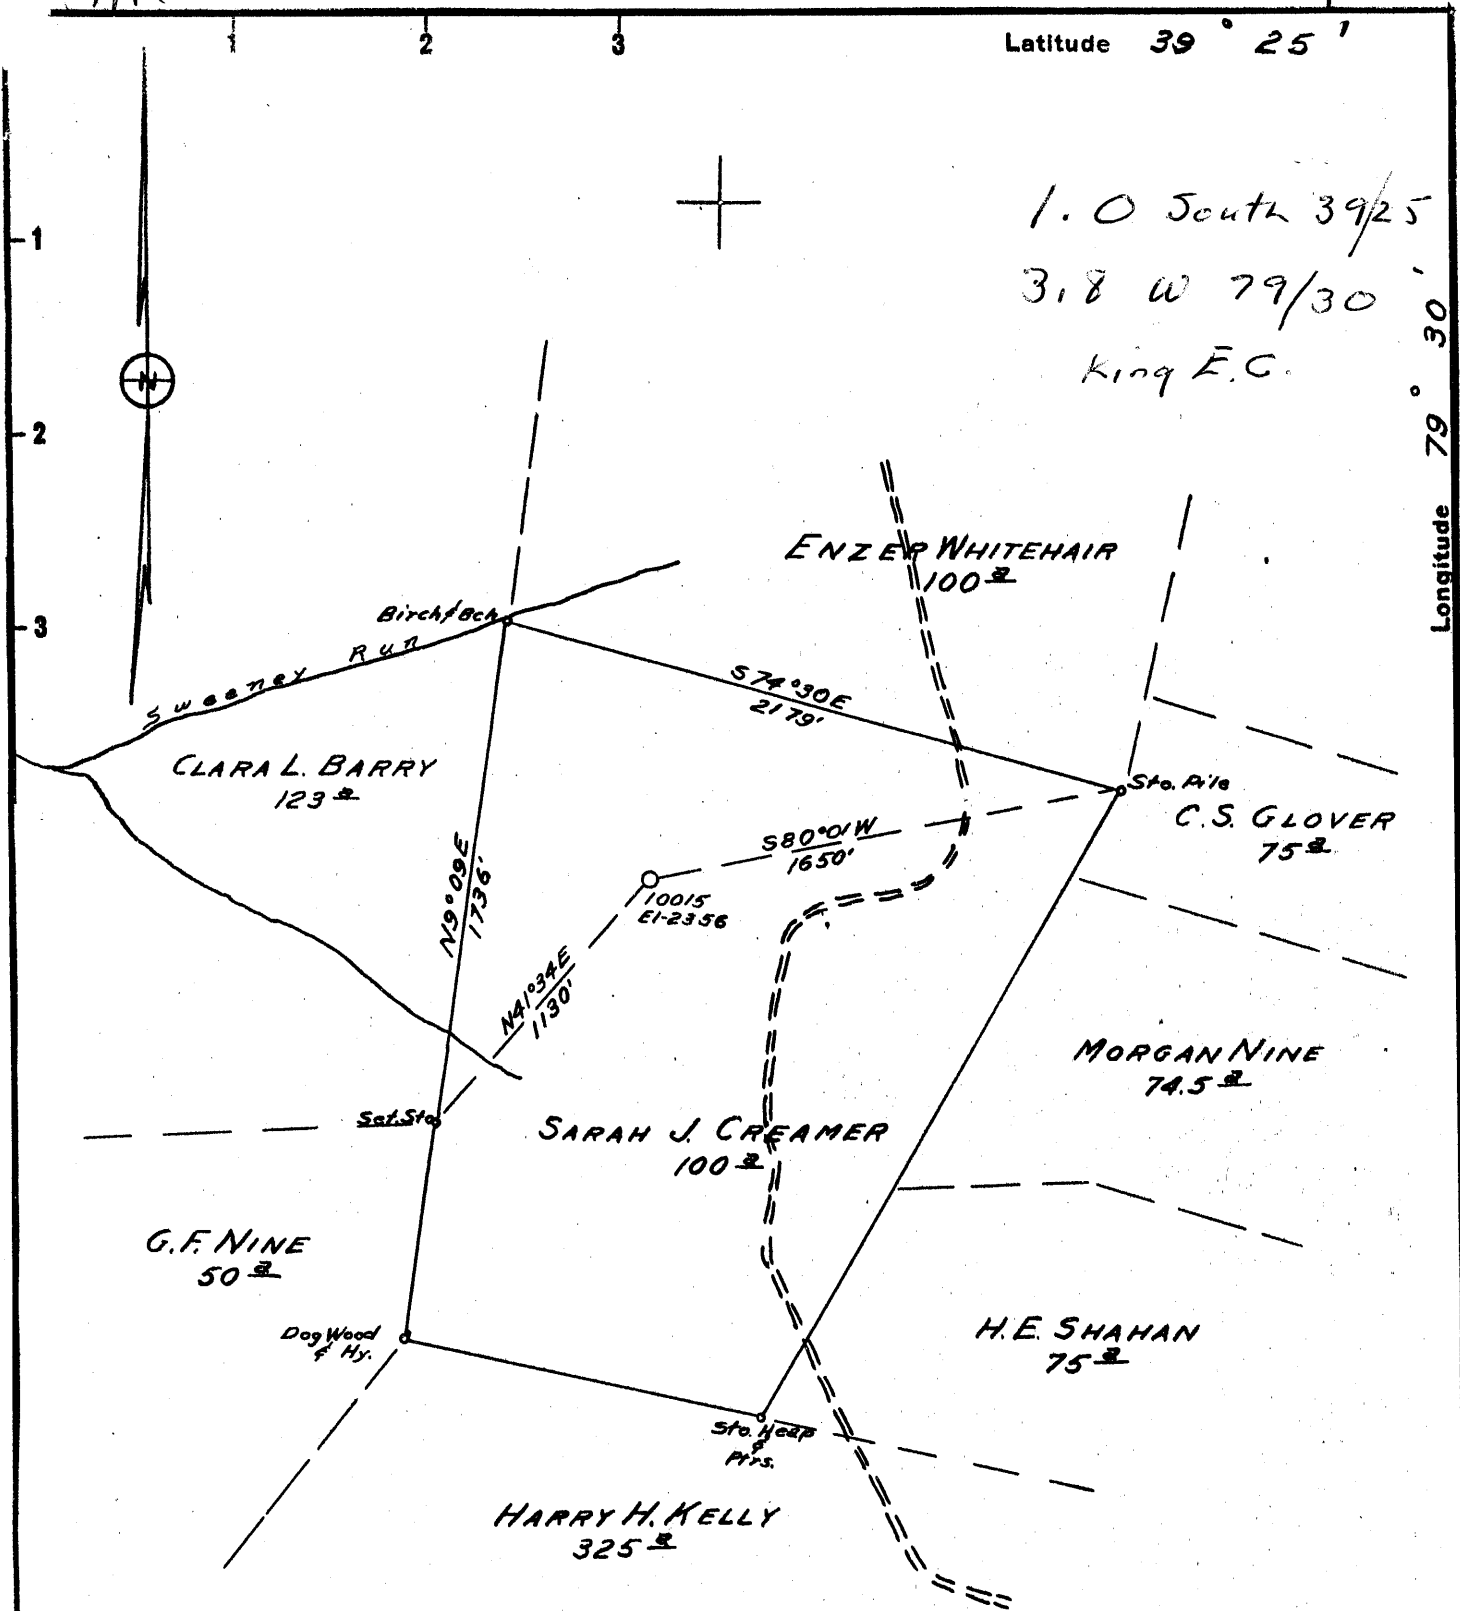 1 2 3
Latitude 39° 25'
1.0 South 39/25
3.8 W 79/30
King E.C.
Longitude 79° 30'
1
2
3
N
ENZER WHITEHAIR
100 a
Birch & Bch.
Sweeney Run
S74°30E
2179'
CLARA L. BARRY
123 a
Sto. Pile
C.S. GLOVER
75 a
S80°01W
1650'
N9°09E
1736'
10015
E1-2356
N41°34E
1130'
MORGAN NINE
74.5 a
Set. Sto
SARAH J. CREAMER
100 a
G.F. NINE
50 a
Dog Wood
& Hy.
H.E. SHAHAN
75 a
Sto. Heap
&
Ptrs.
HARRY H. KELLY
325 a